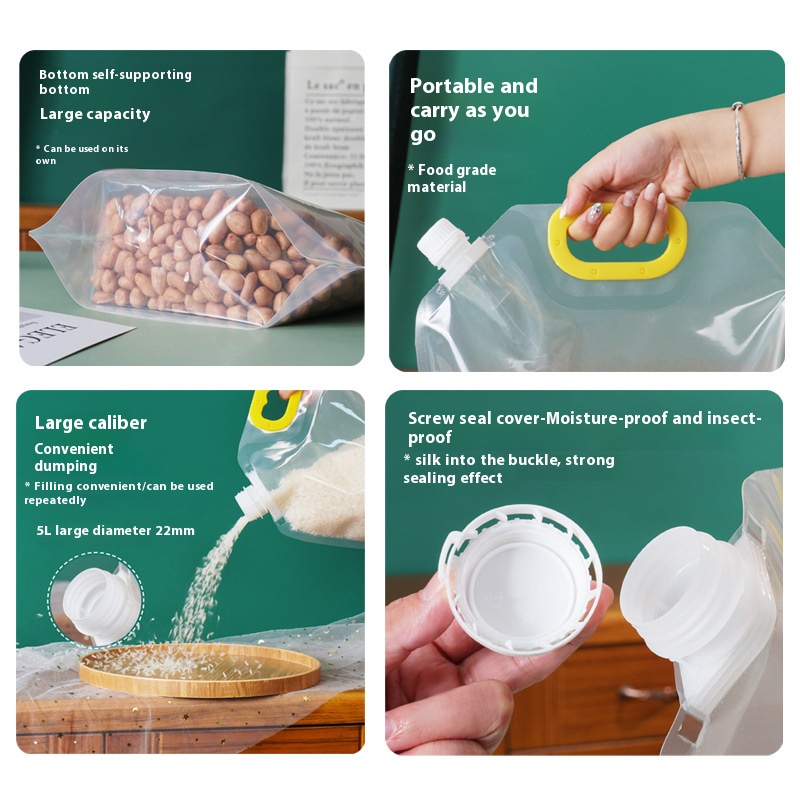 Bottom self-supporting
bottom
Large capacity
* Can be used on its
own
Le sac
Portable and
carry as you
go
* Food grade
material
Large caliber
Convenient
dumping
* Filling convenient/can be used
repeatedly
5L large diameter 22mm
Screw seal cover-Moisture-proof and insect-
proof
* silk into the buckle, strong
sealing effect